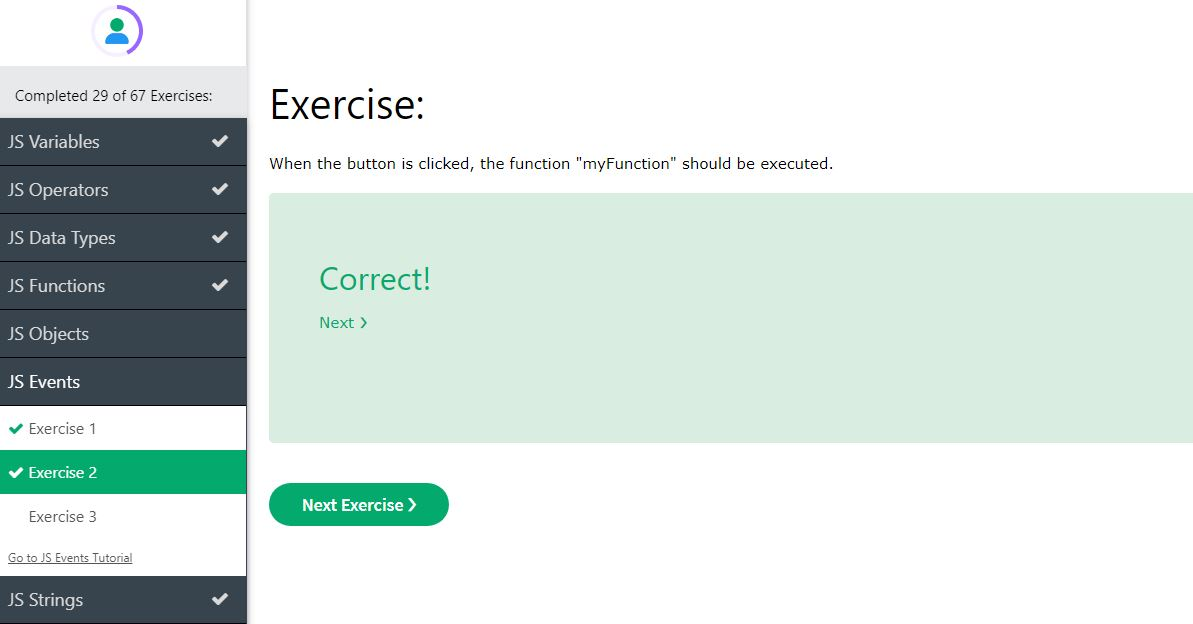 Completed 29 of 67 Exercises:
JS Variables
JS Operators
JS Data Types
JS Functions
JS Objects
JS Events
Exercise 1
Exercise 2
Exercise 3
Go to JS Events Tutorial
JS Strings
Exercise:
When the button is clicked, the function "myFunction" should be executed.
Correct!
Next ❯
Next Exercise ❯